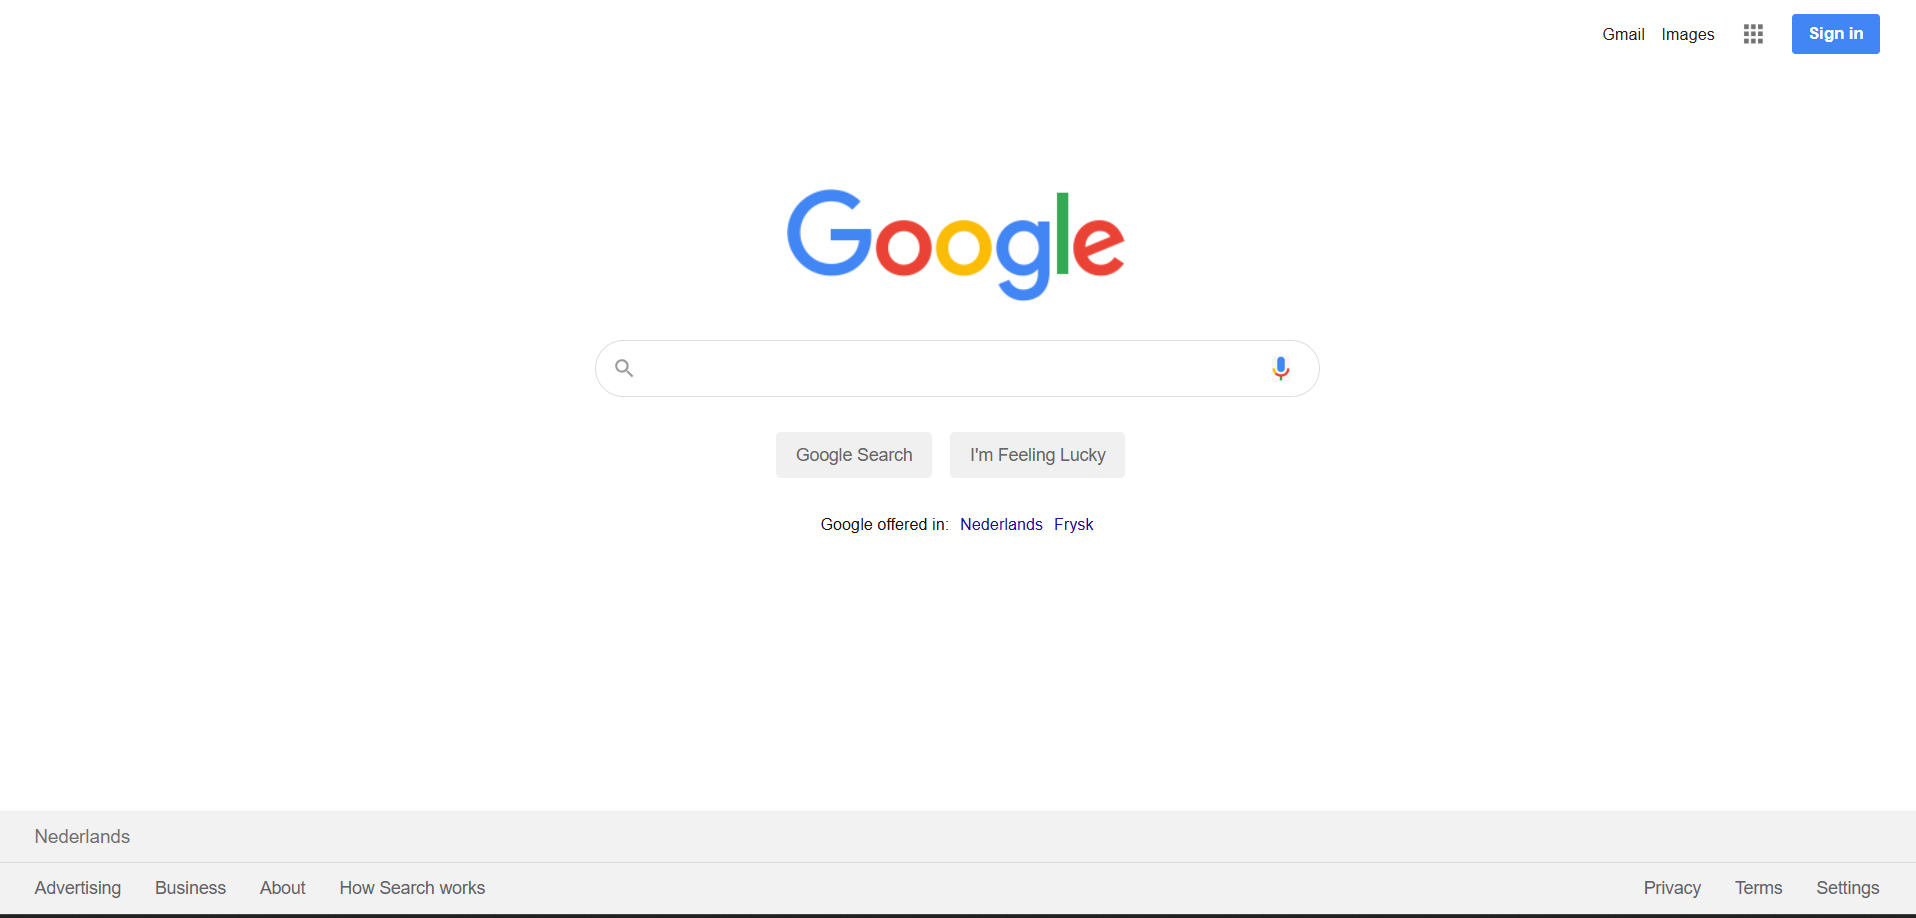 Gmail Images Sign in
Google
Google Search I'm Feeling Lucky
Google offered in: Nederlands Frysk
Nederlands
Advertising Business About How Search works Privacy Terms Settings